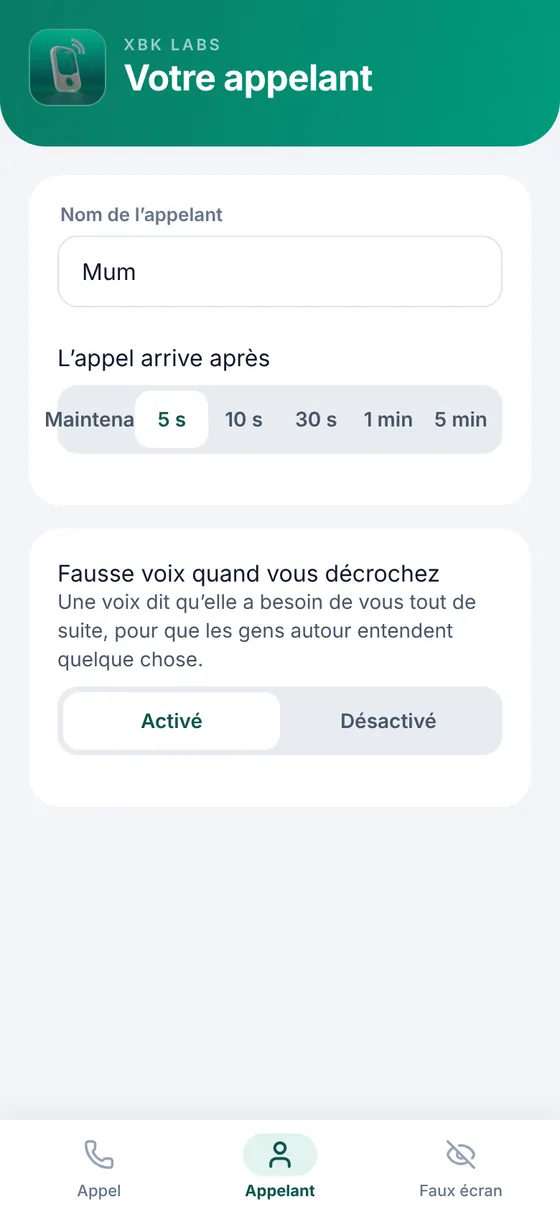 XBK LABS
Votre appelant
Nom de l’appelant
Mum
L’appel arrive après
Maintena 5 s 10 s 30 s 1 min 5 min
Fausse voix quand vous décrochez
Une voix dit qu’elle a besoin de vous tout de
suite, pour que les gens autour entendent
quelque chose.
Activé Désactivé
Appel Appelant Faux écran